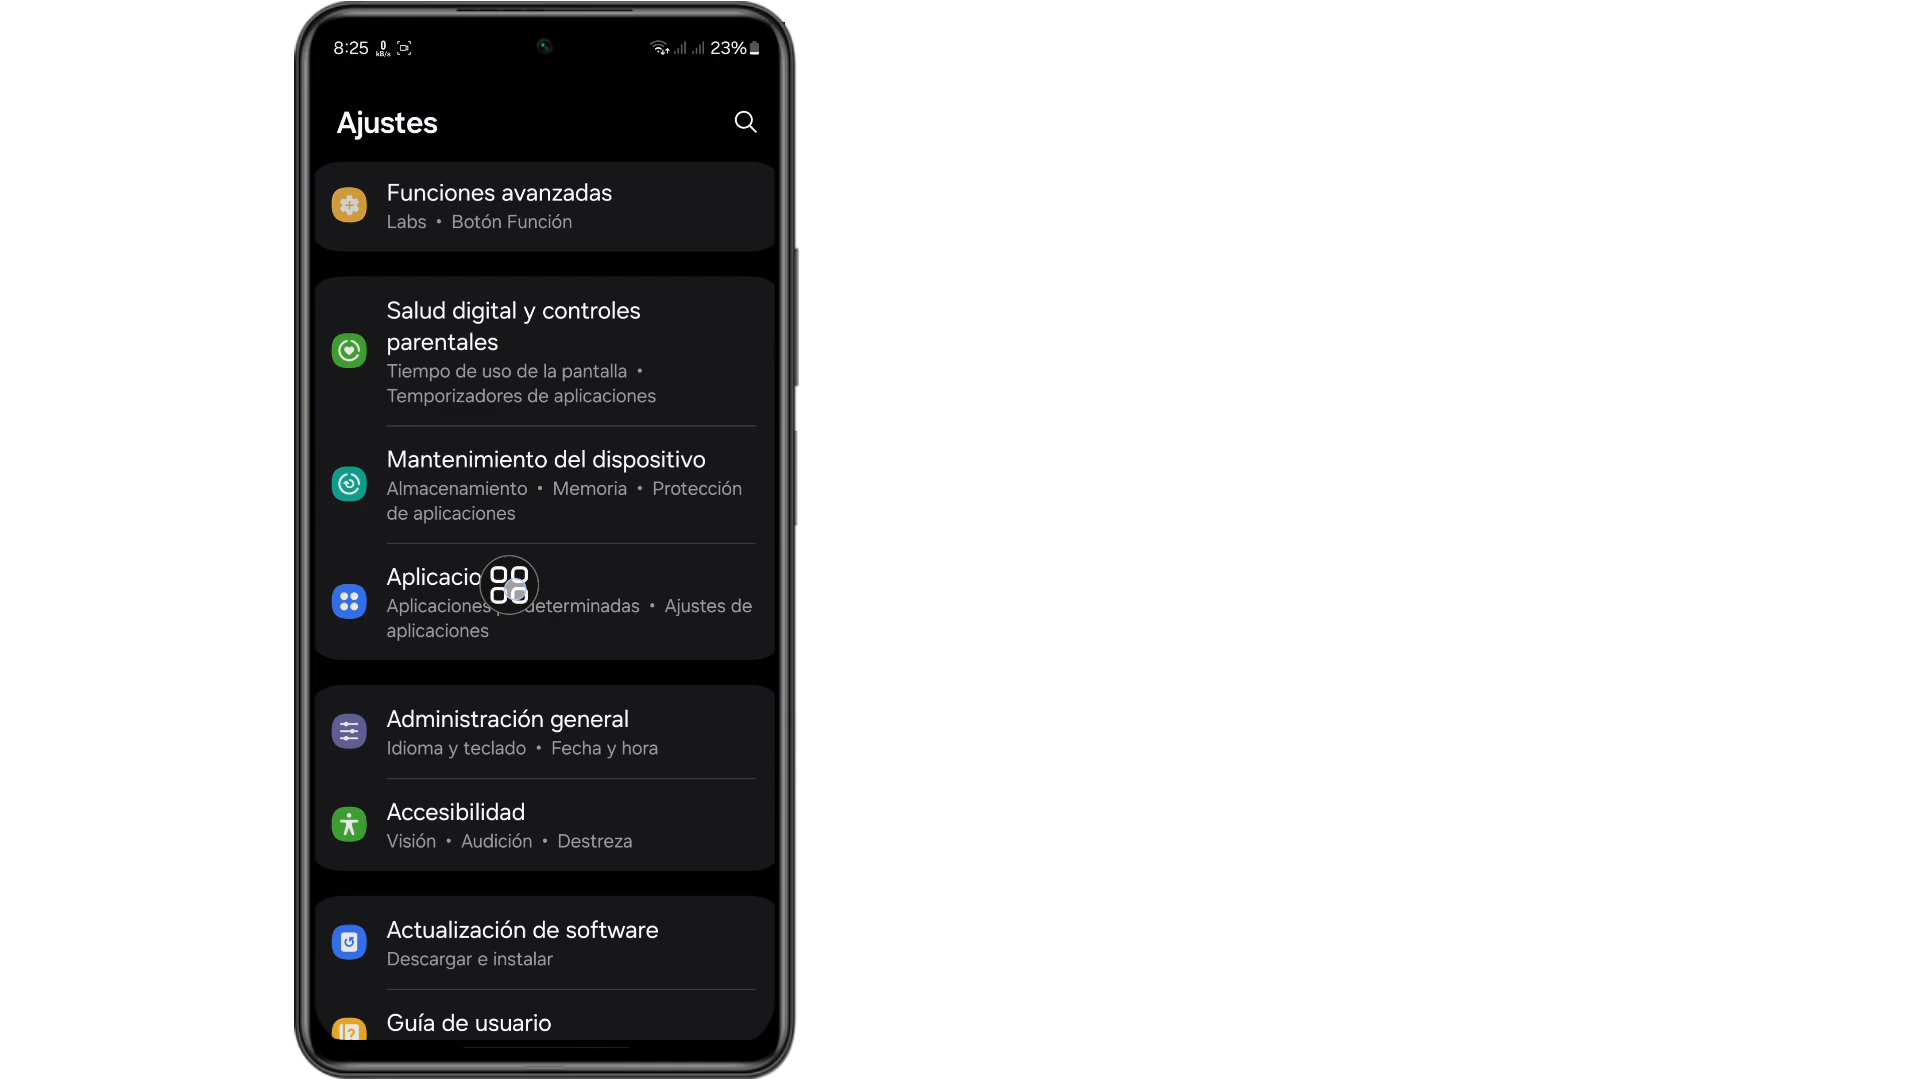 8:25 0 kB/s 23%
Ajustes
Funciones avanzadas
Labs • Botón Función
Salud digital y controles
parentales
Tiempo de uso de la pantalla •
Temporizadores de aplicaciones
Mantenimiento del dispositivo
Almacenamiento • Memoria • Protección
de aplicaciones
Aplicacio
Aplicaciones determinadas • Ajustes de
aplicaciones
Administración general
Idioma y teclado • Fecha y hora
Accesibilidad
Visión • Audición • Destreza
Actualización de software
Descargar e instalar
Guía de usuario